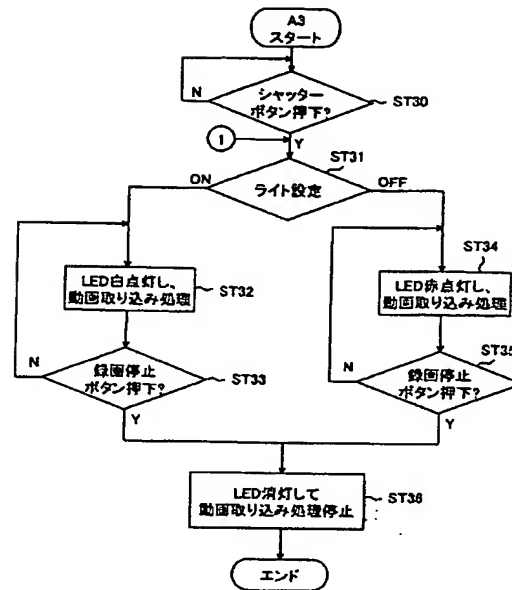 A3
スタート
N
シャッター
ボタン押下?
ST30
1
Y
ST31
ON
ライト設定
OFF
LED白点灯し、
動画取り込み処理
ST32
ST34
LED赤点灯し、
動画取り込み処理
N
録画停止
ボタン押下?
ST33
Y
N
録画停止
ボタン押下?
ST35
Y
LED消灯して
動画取り込み処理停止
ST36
エンド